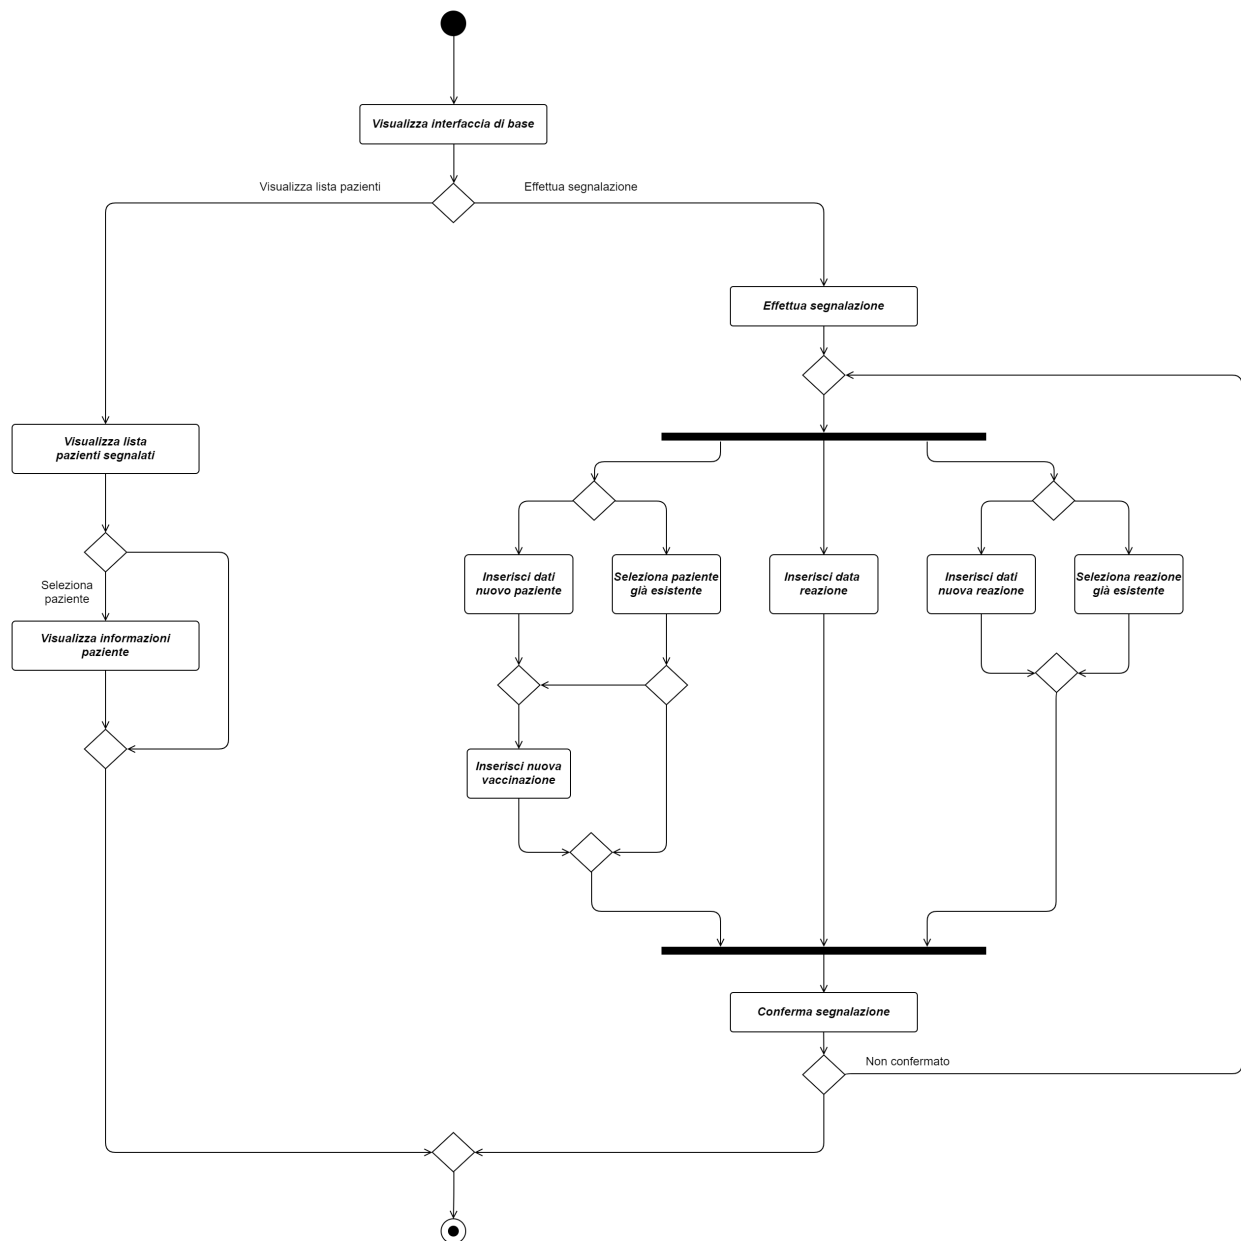 Visualizza interfaccia di base
Visualizza lista pazienti
Effettua segnalazione
Effettua segnalazione
Visualizza lista
pazienti segnalati
Seleziona
paziente
Visualizza informazioni
paziente
Inserisci dati
nuovo paziente
Seleziona paziente
già esistente
Inserisci data
reazione
Inserisci dati
nuova reazione
Seleziona reazione
già esistente
Inserisci nuova
vaccinazione
Conferma segnalazione
Non confermato